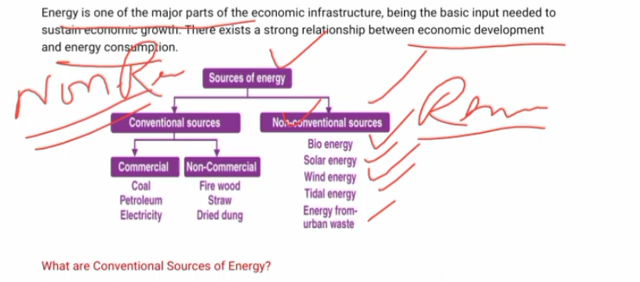 Energy is one of the major parts of the economic infrastructure, being the basic input needed to
sustain economic growth. There exists a strong relationship between economic development
and energy consumption.
Non Re
Sources of energy
Ren
Conventional sources
Non-conventional sources
Bio energy
Solar energy
Wind energy
Tidal energy
Energy from-
urban waste
Commercial
Non-Commercial
Coal
Fire wood
Petroleum
Straw
Electricity
Dried dung
What are Conventional Sources of Energy?